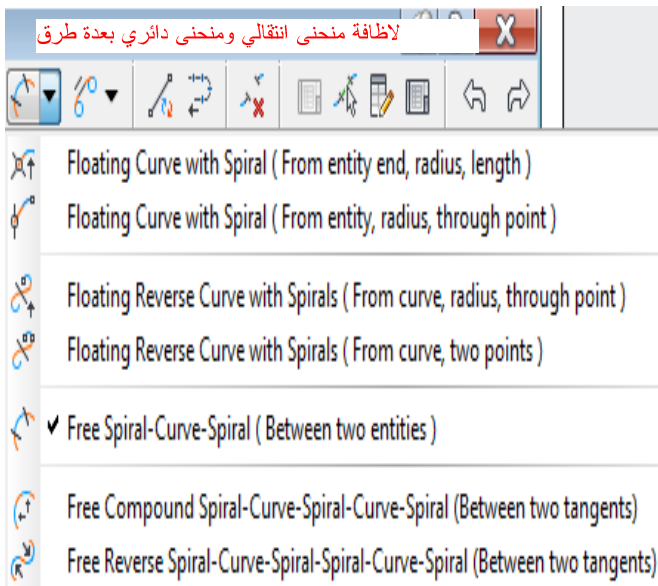 لاظافة منحنى انتقالي ومنحنى دائري بعدة طرق
Floating Curve with Spiral ( From entity end, radius, length )
Floating Curve with Spiral ( From entity, radius, through point )
Floating Reverse Curve with Spirals ( From curve, radius, through point )
Floating Reverse Curve with Spirals ( From curve, two points )
Free Spiral-Curve-Spiral ( Between two entities )
Free Compound Spiral-Curve-Spiral-Curve-Spiral (Between two tangents)
Free Reverse Spiral-Curve-Spiral-Spiral-Curve-Spiral (Between two tangents)